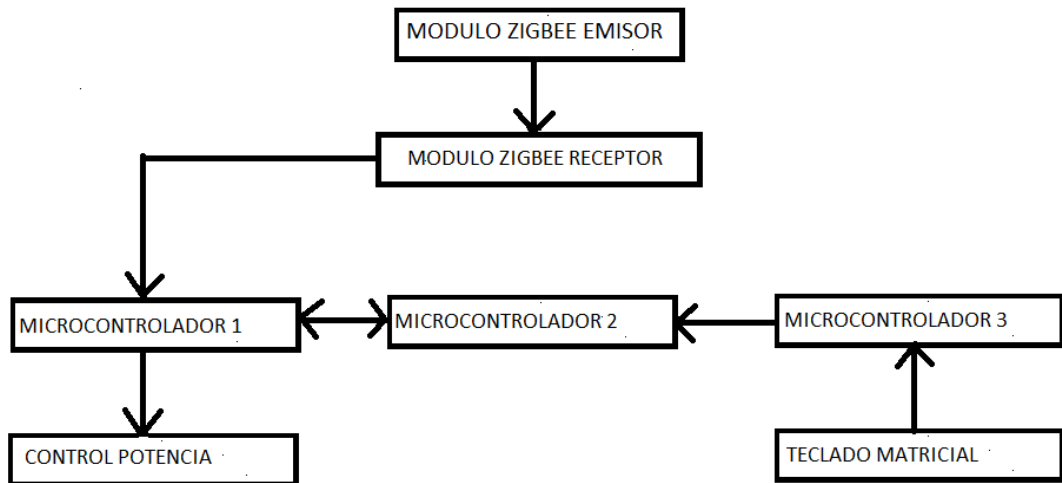 MODULO ZIGBEE EMISOR
MODULO ZIGBEE RECEPTOR
MICROCONTROLADOR 1
MICROCONTROLADOR 2
MICROCONTROLADOR 3
CONTROL POTENCIA
TECLADO MATRICIAL